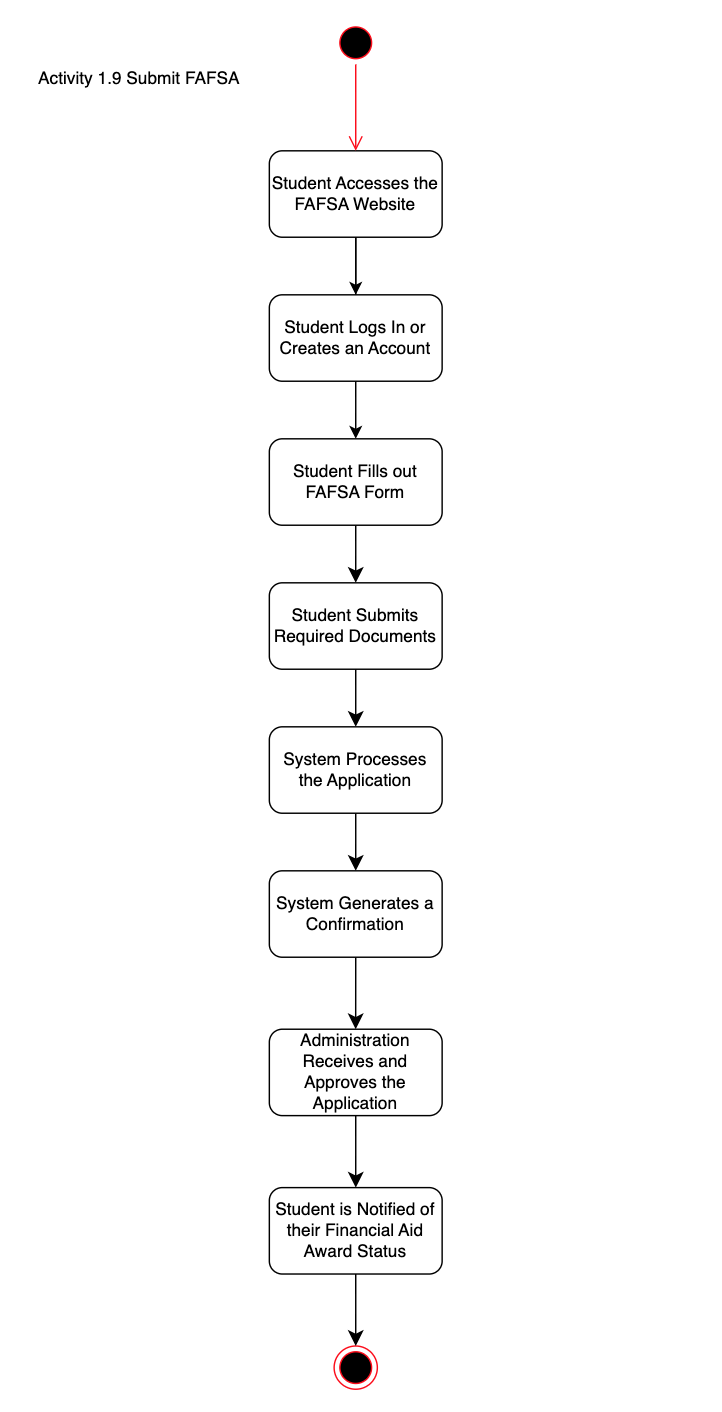 Activity 1.9 Submit FAFSA
Student Accesses the
FAFSA Website
Student Logs In or
Creates an Account
Student Fills out
FAFSA Form
Student Submits
Required Documents
System Processes
the Application
System Generates a
Confirmation
Administration
Receives and
Approves the
Application
Student is Notified of
their Financial Aid
Award Status